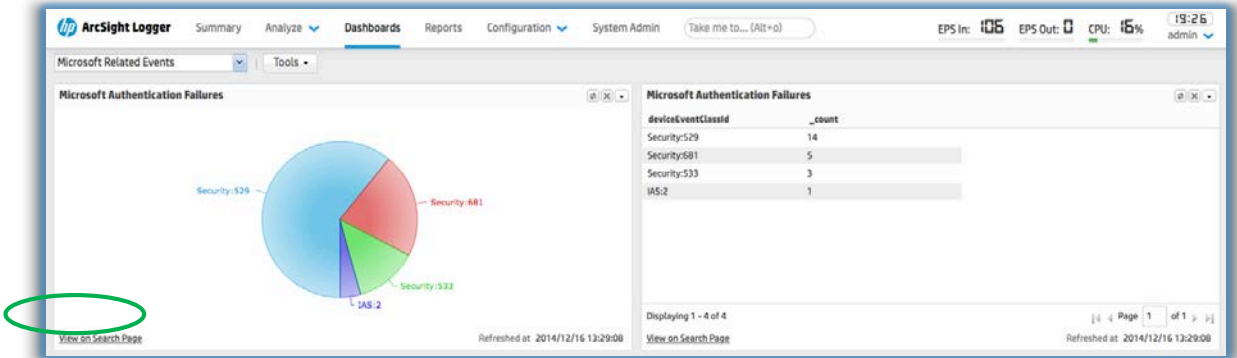 hp ArcSight Logger Summary Analyze Dashboards Reports Configuration System Admin Take me to... (Alt+o) EPS In: 106 EPS Out: 0 CPU: 16% 19:26
admin
Microsoft Related Events Tools
Microsoft Authentication Failures
Security:529
Security:681
Security:533
IAS:2
View on Search Page Refreshed at 2014/12/16 13:29:08
Microsoft Authentication Failures
deviceEventClassId _count
Security:529 14
Security:681 5
Security:533 3
IAS:2 1
Displaying 1 - 4 of 4 Page 1 of 1
View on Search Page Refreshed at 2014/12/16 13:29:08